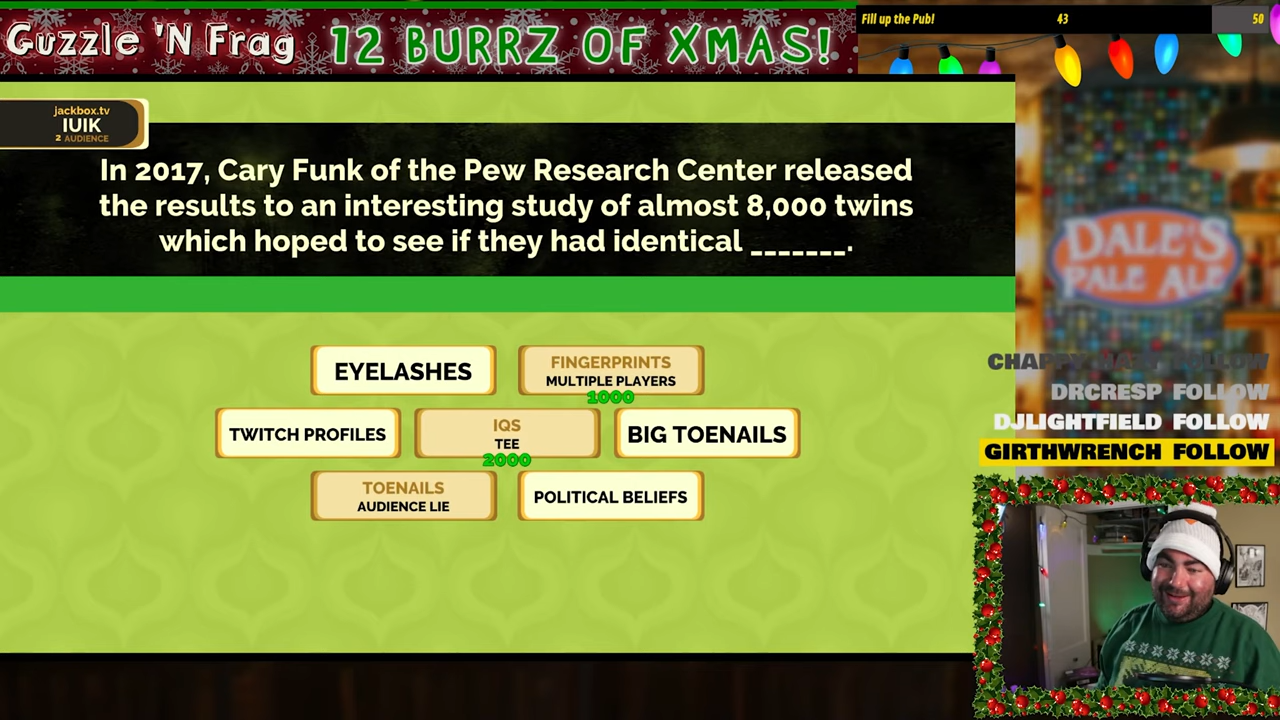 Guzzle 'N Frag 12 BURRZ OF XMAS!
Fill up the Pub! 43 50
jackbox.tv
IUIK
2 AUDIENCE
In 2017, Cary Funk of the Pew Research Center released
the results to an interesting study of almost 8,000 twins
which hoped to see if they had identical _______.
EYELASHES
FINGERPRINTS
MULTIPLE PLAYERS
1000
TWITCH PROFILES
IQS
TEE
2000
BIG TOENAILS
TOENAILS
AUDIENCE LIE
POLITICAL BELIEFS
DALE'S
PALE ALE
FOLLOW
DRCRESP FOLLOW
DJLIGHTFIELD FOLLOW
GIRTHWRENCH FOLLOW